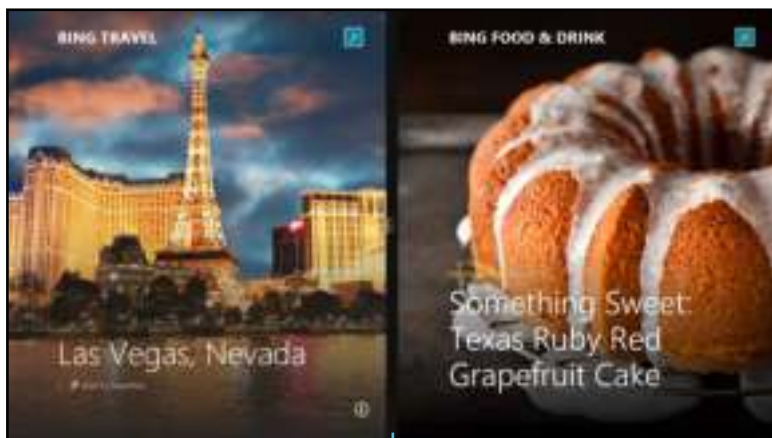 BING TRAVEL
Las Vegas, Nevada
BING FOOD & DRINK
Something Sweet:
Texas Ruby Red
Grapefruit Cake